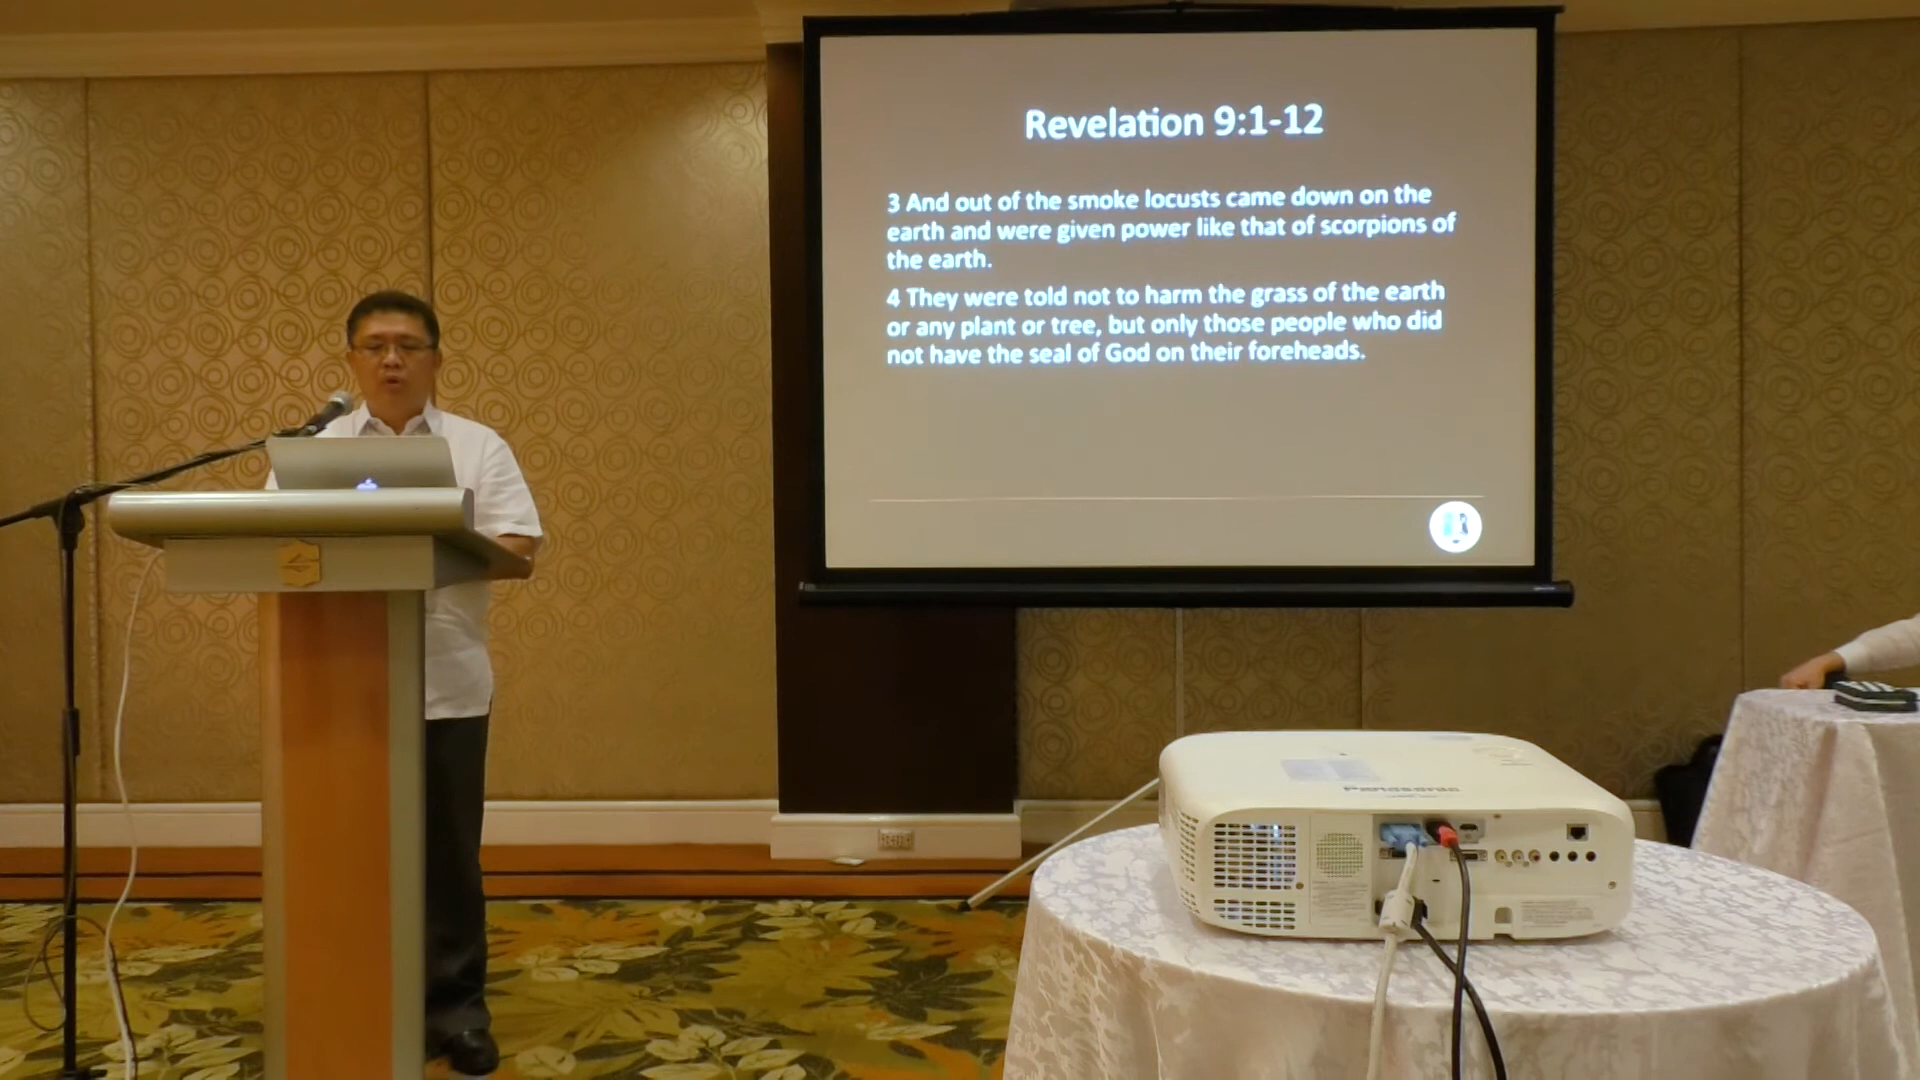 Revelation 9:1-12
3 And out of the smoke locusts came down on the
earth and were given power like that of scorpions of
the earth.
4 They were told not to harm the grass of the earth
or any plant or tree, but only those people who did
not have the seal of God on their foreheads.
Panasonic